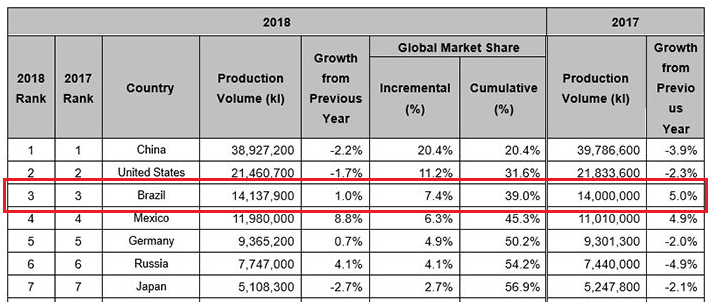 2018 2017
2018 Rank 2017 Rank Country Production Volume (kl) Growth from Previous Year Global Market Share Incremental (%) Cumulative (%) Production Volume (kl) Growth from Previo us Year
1 1 China 38,927,200 -2.2% 20.4% 20.4% 39,786,600 -3.9%
2 2 United States 21,460,700 -1.7% 11.2% 31.6% 21,833,600 -2.3%
3 3 Brazil 14,137,900 1.0% 7.4% 39.0% 14,000,000 5.0%
4 4 Mexico 11,980,000 8.8% 6.3% 45.3% 11,010,000 4.9%
5 5 Germany 9,365,200 0.7% 4.9% 50.2% 9,301,300 -2.0%
6 6 Russia 7,747,000 4.1% 4.1% 54.2% 7,440,000 -4.9%
7 7 Japan 5,108,300 -2.7% 2.7% 56.9% 5,247,800 -2.1%